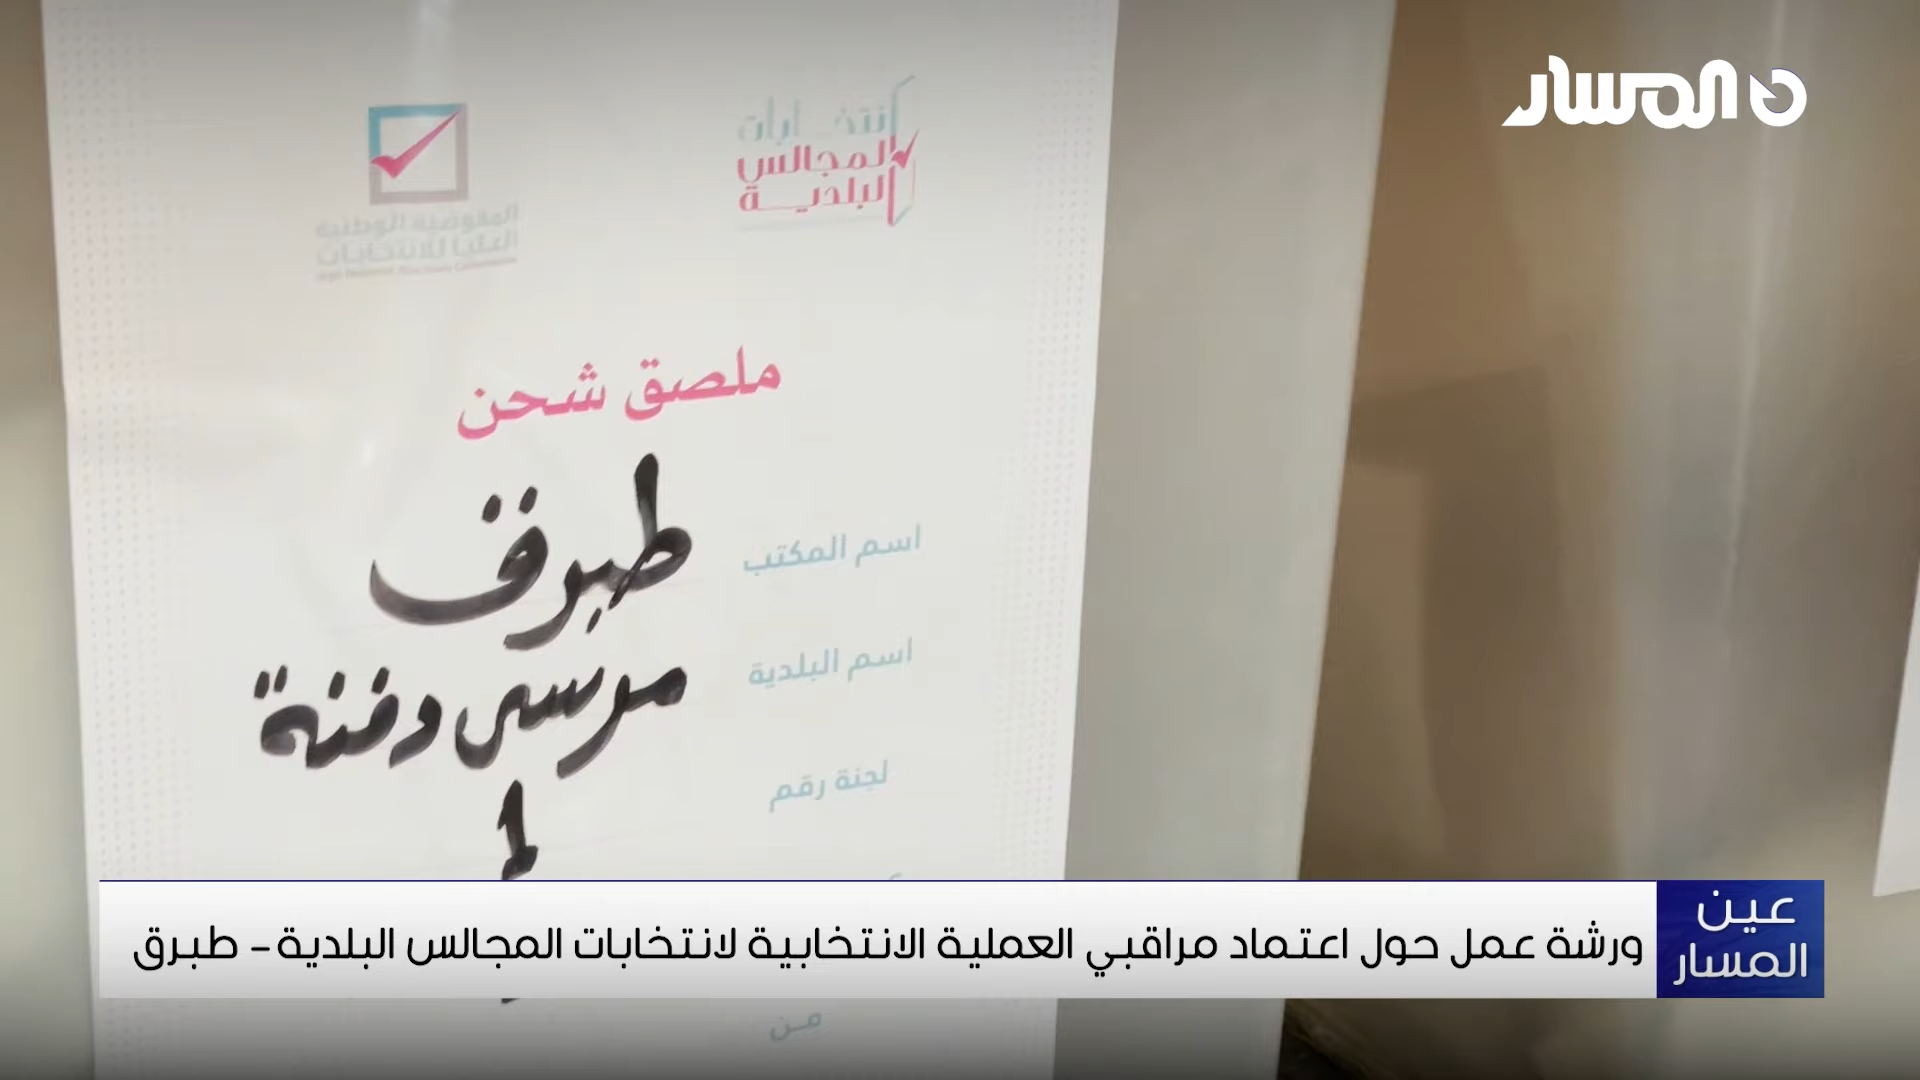 المسار
انتخابات
المجالس
البلدية
المفوضية الوطنية
العليا للانتخابات
ملصق شحن
اسم المكتب طبرق
اسم البلدية مرسى دفنة
لجنة رقم
من
عين
المسار
ورشة عمل حول اعتماد مراقبي العملية الانتخابية لانتخابات المجالس البلدية - طبرق